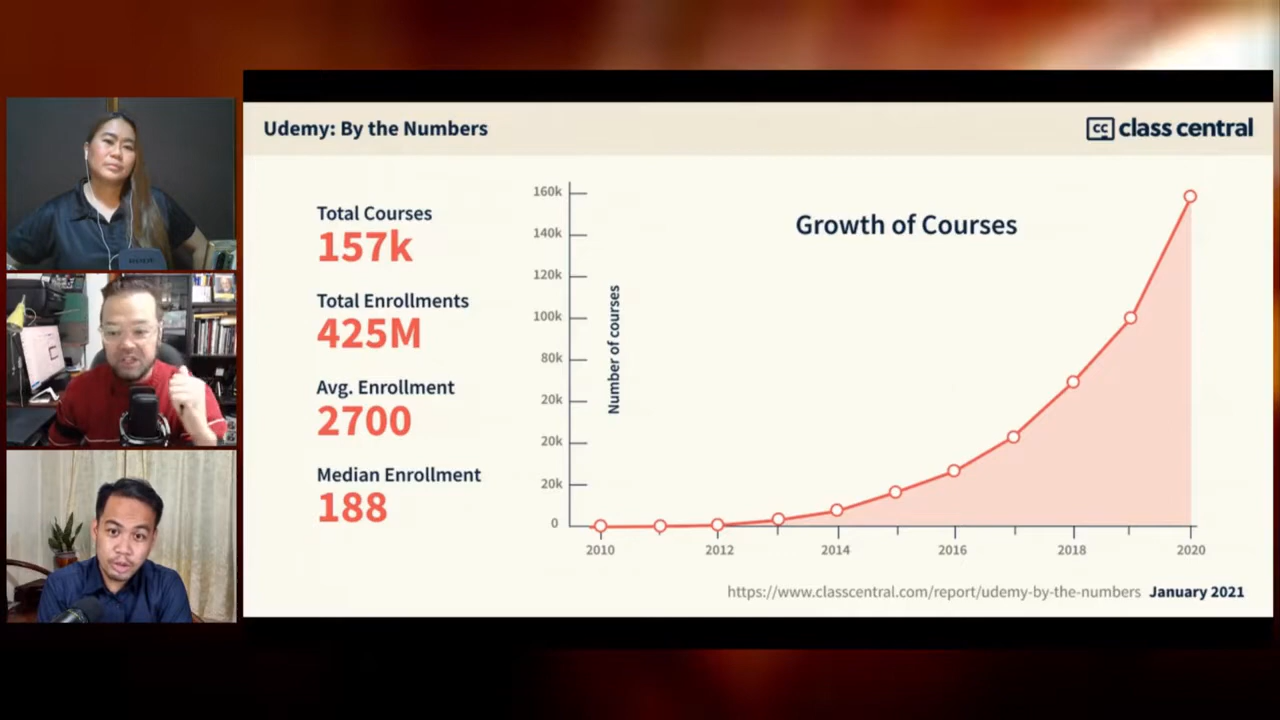 Udemy: By the Numbers
cc class central
Total Courses
157k
Total Enrollments
425M
Avg. Enrollment
2700
Median Enrollment
188
Growth of Courses
Number of courses
160k
140k
120k
100k
80k
20k
20k
20k
0
2010
2012
2014
2016
2018
2020
https://www.classcentral.com/report/udemy-by-the-numbers January 2021